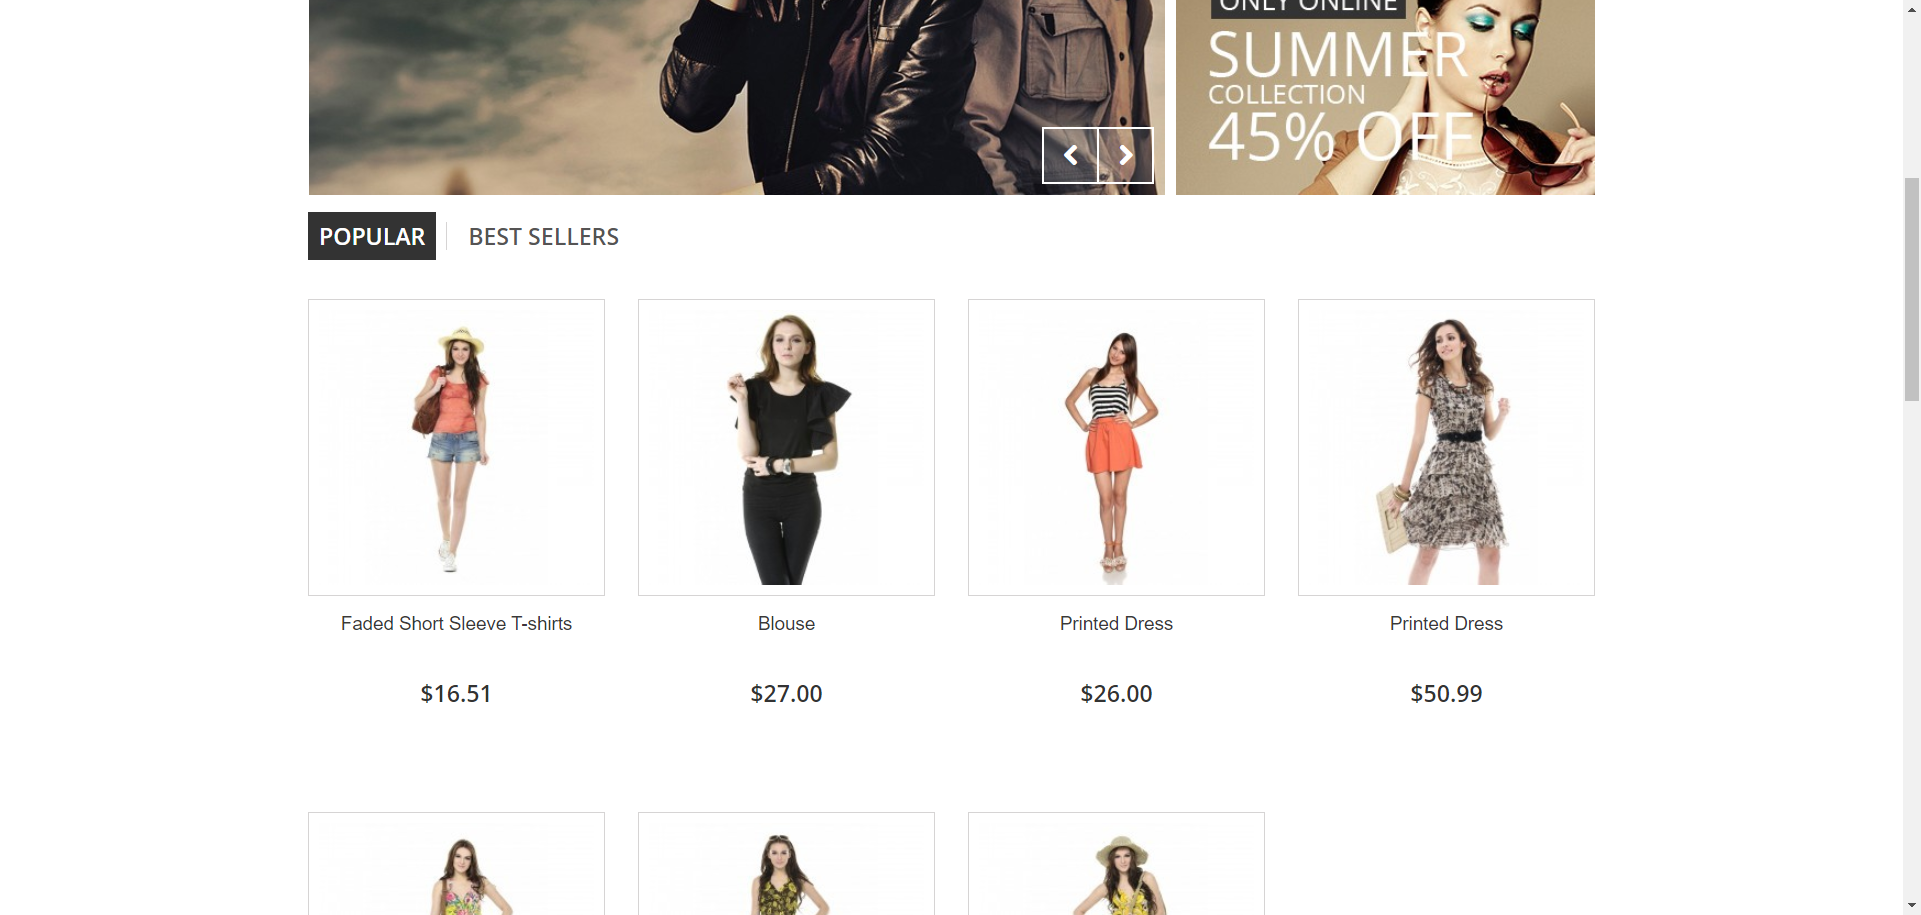 ONLY ONLINE
SUMMER
COLLECTION
45% OFF
POPULAR
BEST SELLERS
Faded Short Sleeve T-shirts
Blouse
Printed Dress
Printed Dress
$16.51
$27.00
$26.00
$50.99